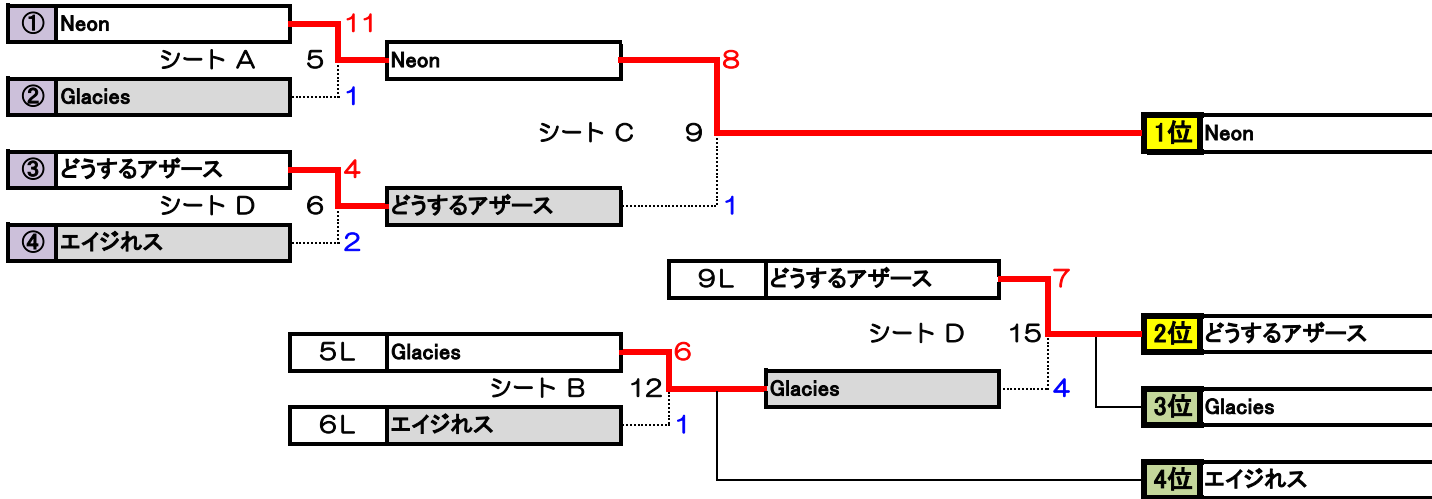 ① Neon 11
シート A 5 Neon 8
② Glacies 1
シート C 9 1位 Neon
③ どうするアザース 4
シート D 6 どうするアザース 1
④ エイジれス 2
9L どうするアザース 7
シート D 15 2位 どうするアザース
5L Glacies 6
シート B 12 Glacies 4
3位 Glacies
6L エイジれス 1
4位 エイジれス